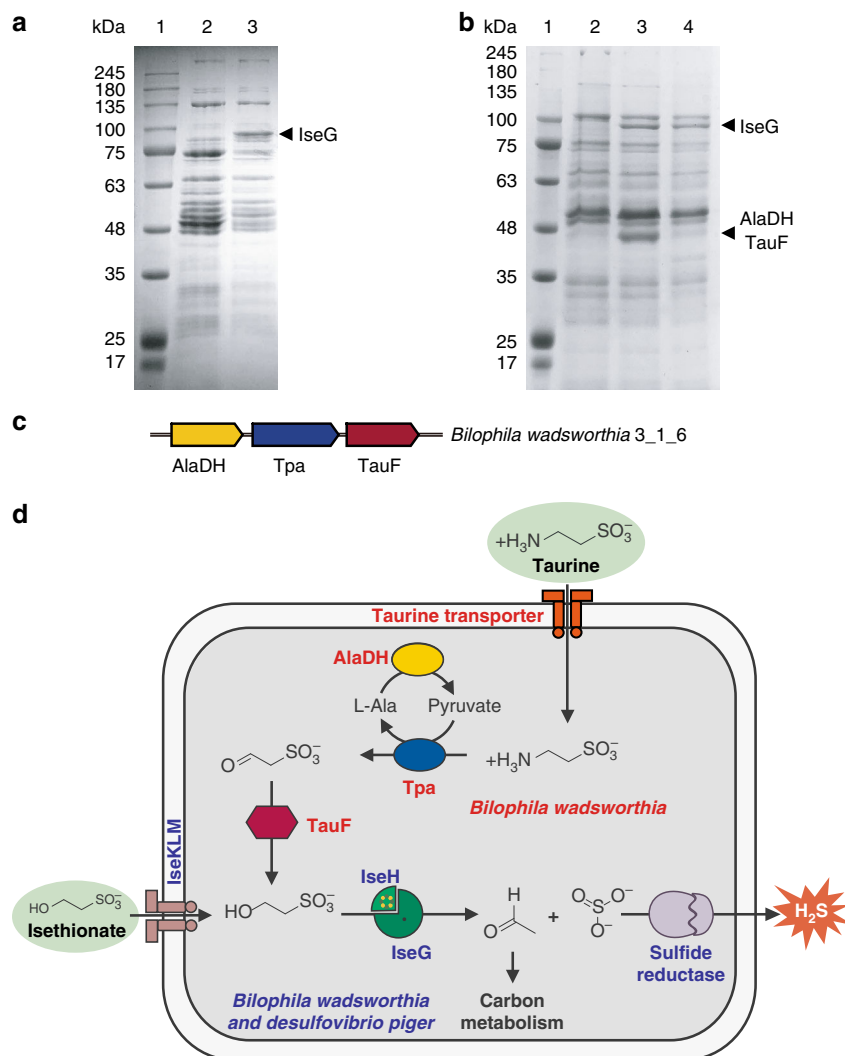 a
kDa 1 2 3
245
180
135
100
75
63
48
35
25
17
IseG
b
kDa 1 2 3 4
245
180
135
100
75
63
48
35
25
17
IseG
AlaDH
TauF
c
AlaDH Tpa TauF
Bilophila wadsworthia 3_1_6
d
+H₃N SO₃⁻
Taurine
Taurine transporter
AlaDH
L-Ala Pyruvate
O SO₃⁻
+H₃N SO₃⁻
Tpa
Bilophila wadsworthia
TauF
IseKLM
HO SO₃⁻
Isethionate
HO SO₃⁻
IseH
IseG
H
O
+
O
S O⁻
O⁻
H₂S
Sulfide
reductase
Bilophila wadsworthia
and desulfovibrio piger
Carbon
metabolism